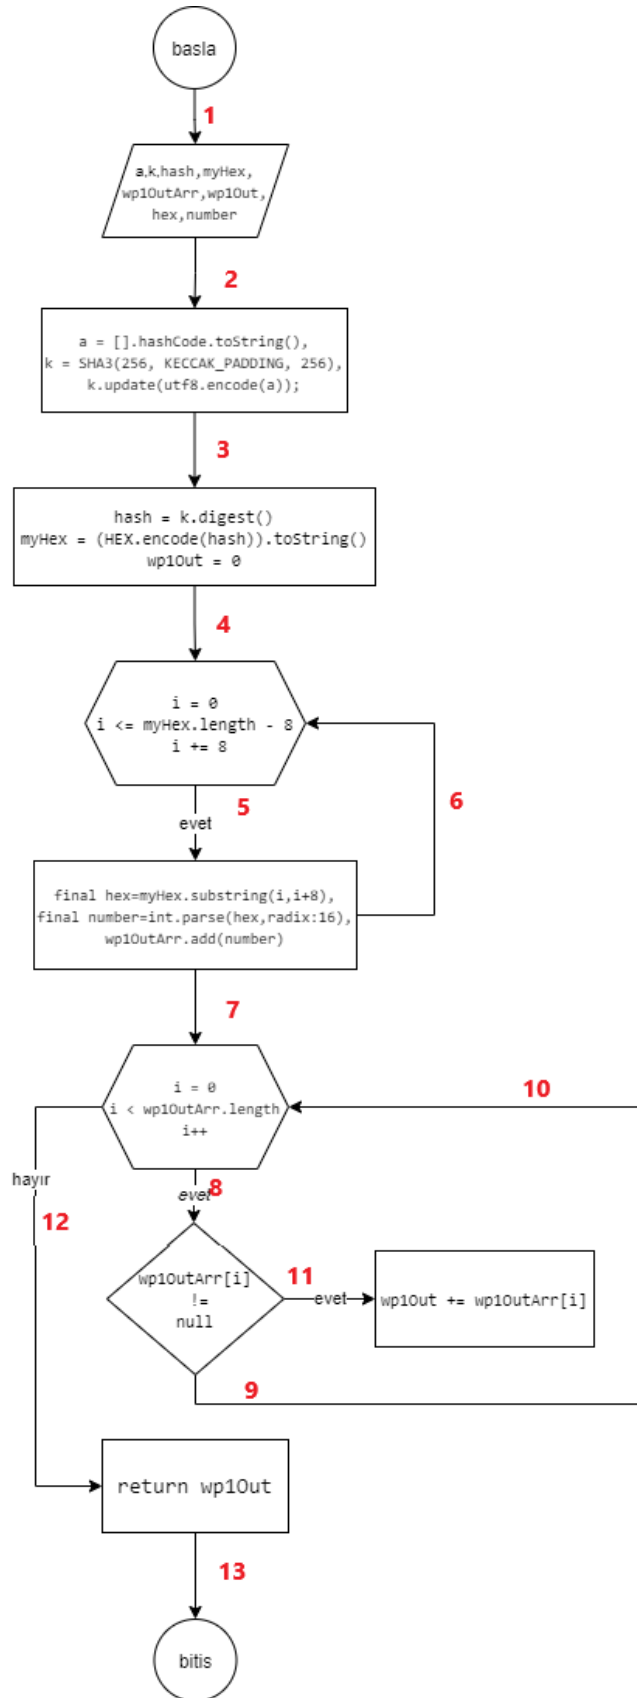 basla
1
a,k,hash,myHex,
wp1OutArr,wp1Out,
hex,number
2
a = [].hashCode.toString(),
k = SHA3(256, KECCAK_PADDING, 256),
k.update(utf8.encode(a));
3
hash = k.digest()
myHex = (HEX.encode(hash)).toString()
wp1Out = 0
4
i = 0
i <= myHex.length - 8
i += 8
5
6
evet
final hex=myHex.substring(i,i+8),
final number=int.parse(hex,radix:16),
wp1OutArr.add(number)
7
i = 0
i < wp1OutArr.length
i++
10
hayır
evet
8
12
wp1OutArr[i]
!=
null
11
evet
wp1Out += wp1OutArr[i]
9
return wp1Out
13
bitis